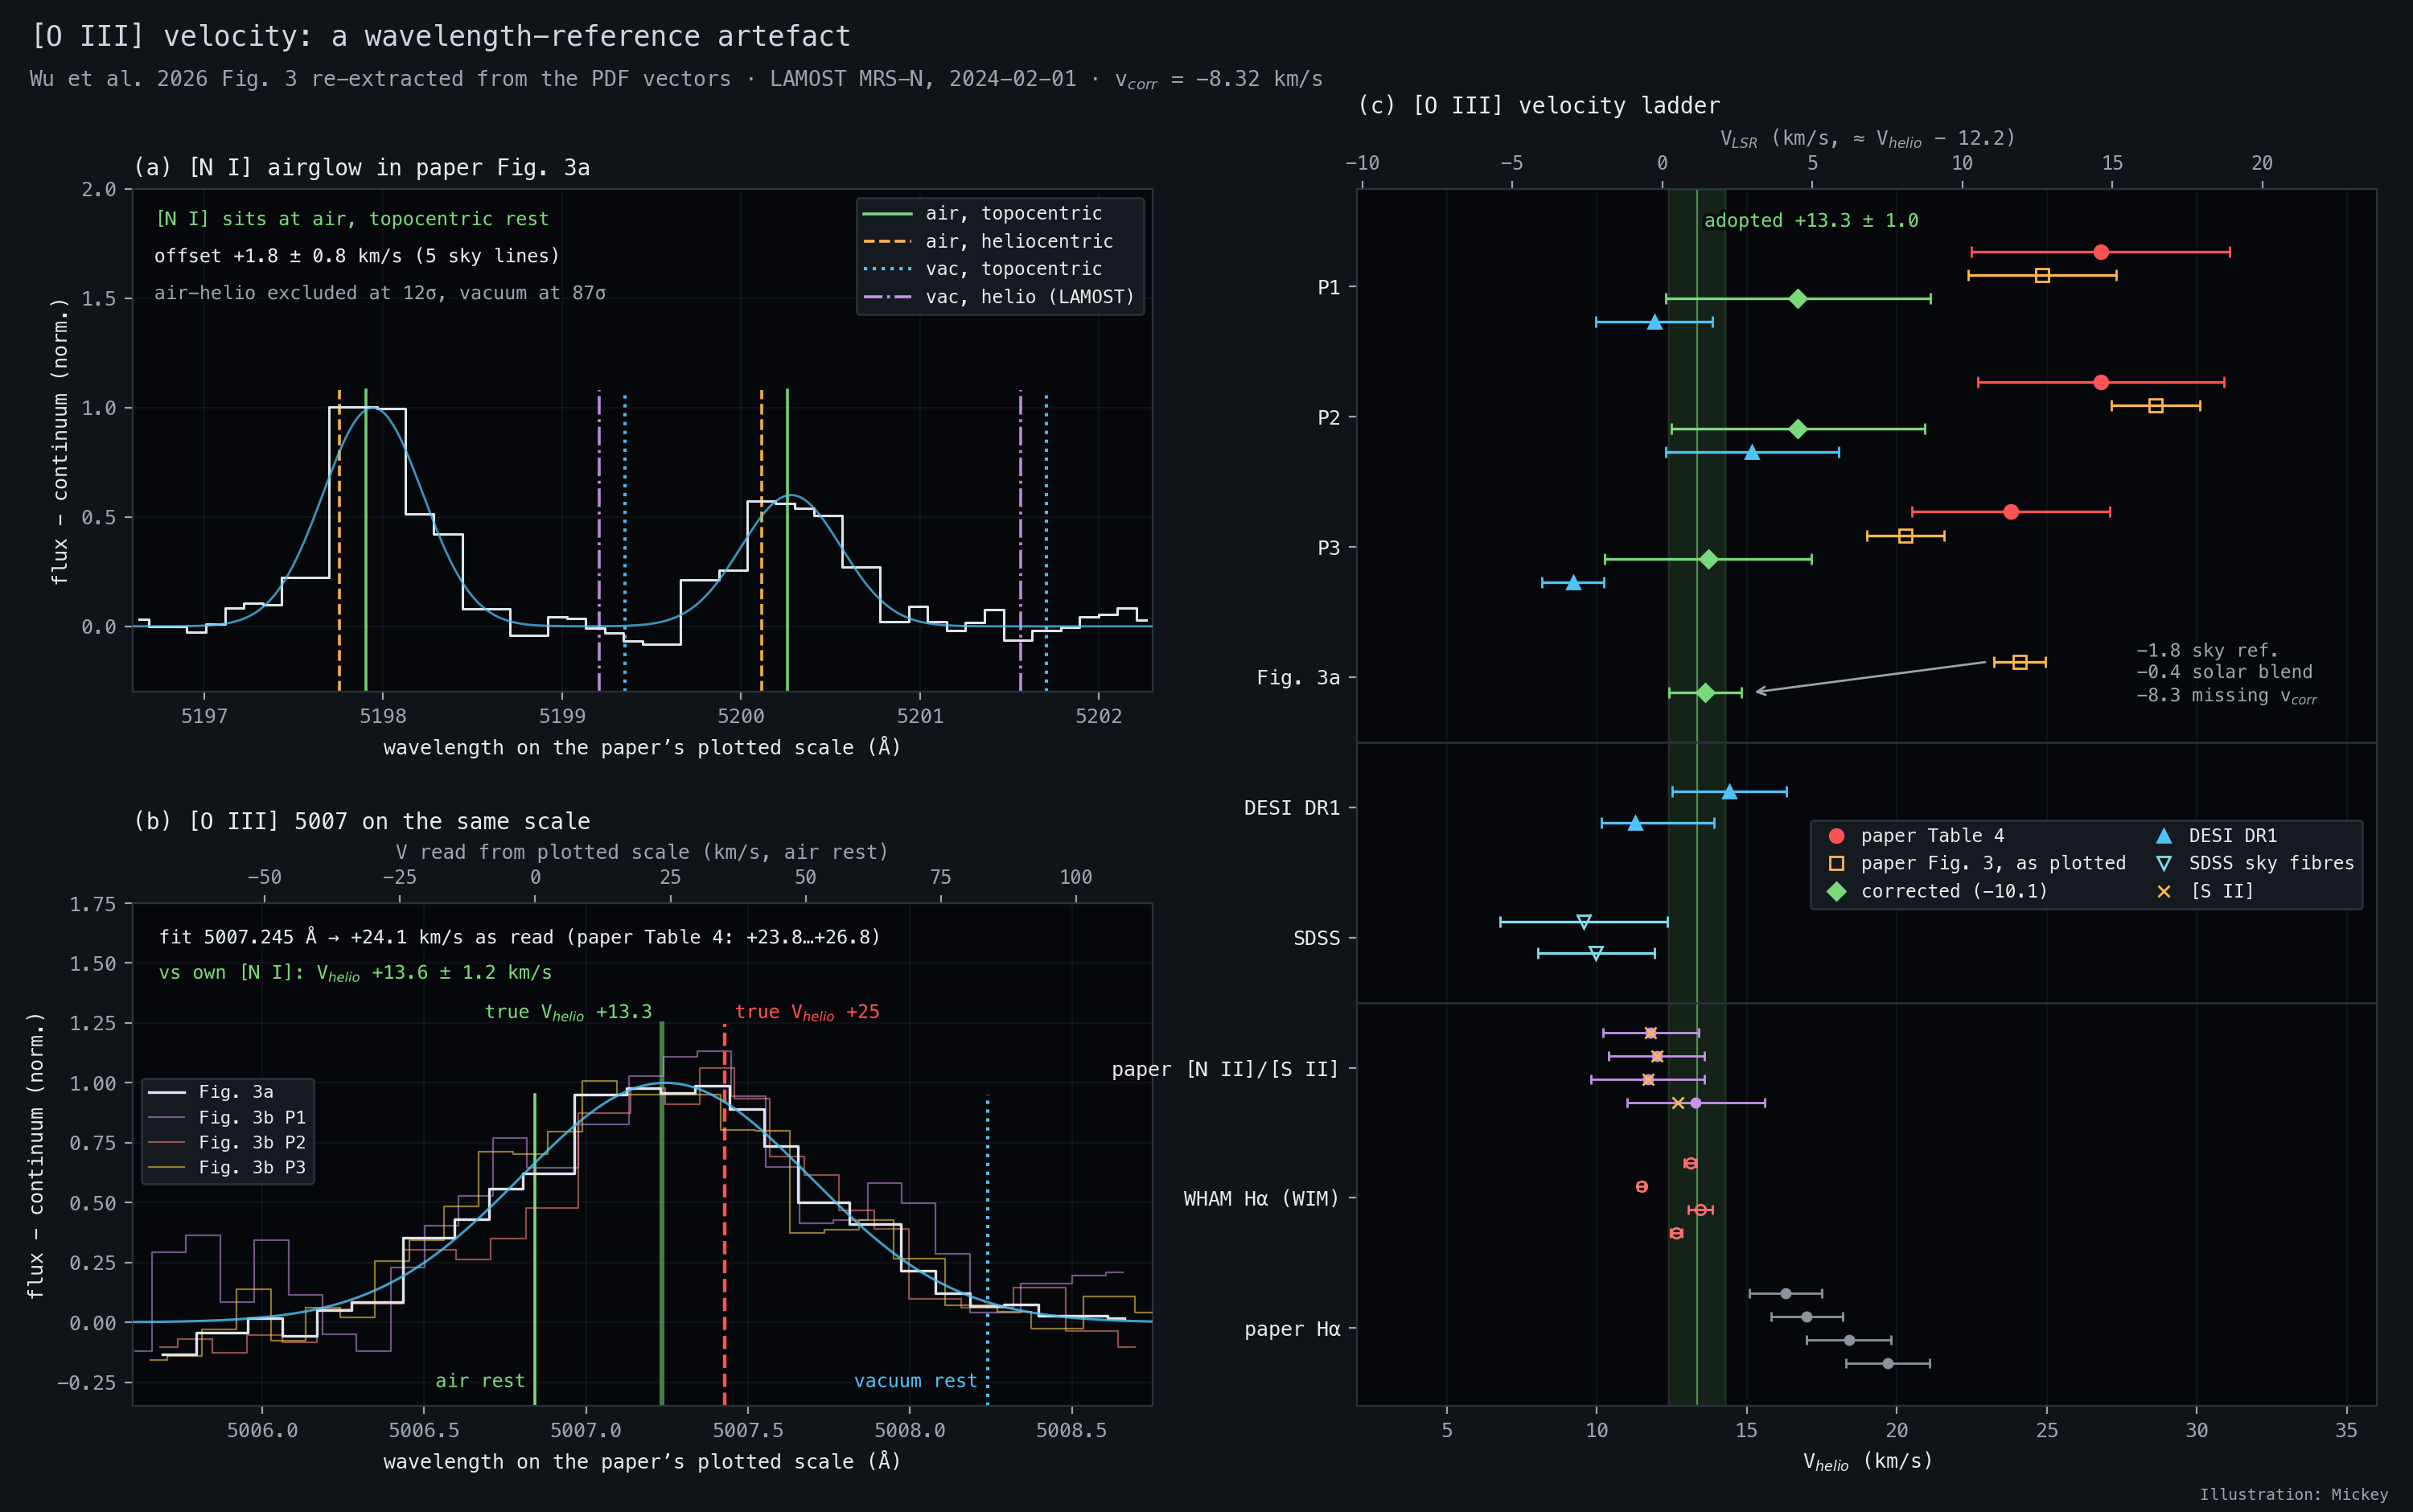 [O III] velocity: a wavelength−reference artefact
Wu et al. 2026 Fig. 3 re−extracted from the PDF vectors · LAMOST MRS−N, 2024−02−01 · vcorr = −8.32 km/s
(a) [N I] airglow in paper Fig. 3a
[N I] sits at air, topocentric rest
offset +1.8 ± 0.8 km/s (5 sky lines)
air−helio excluded at 12σ, vacuum at 87σ
air, topocentric
air, heliocentric
vac, topocentric
vac, helio (LAMOST)
flux − continuum (norm.)
2.0
1.5
1.0
0.5
0.0
5197 5198 5199 5200 5201 5202
wavelength on the paper’s plotted scale (Å)
(b) [O III] 5007 on the same scale
V read from plotted scale (km/s, air rest)
−50 −25 0 25 50 75 100
fit 5007.245 Å → +24.1 km/s as read (paper Table 4: +23.8…+26.8)
vs own [N I]: Vhelio +13.6 ± 1.2 km/s
true Vhelio +13.3
true Vhelio +25
Fig. 3a
Fig. 3b P1
Fig. 3b P2
Fig. 3b P3
air rest
vacuum rest
flux − continuum (norm.)
1.75
1.50
1.25
1.00
0.75
0.50
0.25
0.00
−0.25
5006.0 5006.5 5007.0 5007.5 5008.0 5008.5
wavelength on the paper’s plotted scale (Å)
(c) [O III] velocity ladder
VLSR (km/s, ≈ Vhelio − 12.2)
−10 −5 0 5 10 15 20
adopted +13.3 ± 1.0
P1
P2
P3
Fig. 3a
−1.8 sky ref.
−0.4 solar blend
−8.3 missing vcorr
DESI DR1
paper Table 4
paper Fig. 3, as plotted
corrected (−10.1)
DESI DR1
SDSS sky fibres
[S II]
SDSS
paper [N II]/[S II]
WHAM Hα (WIM)
paper Hα
5 10 15 20 25 30 35
Vhelio (km/s)
Illustration: Mickey